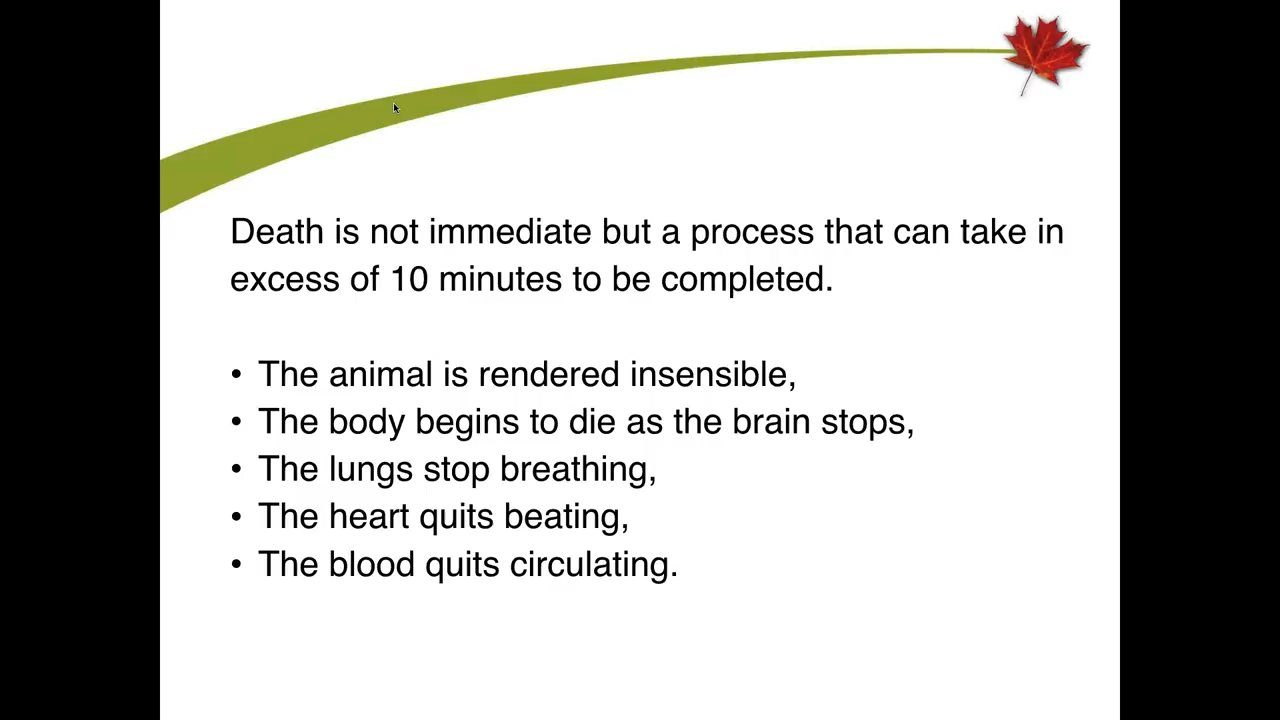 Death is not immediate but a process that can take in
excess of 10 minutes to be completed.
• The animal is rendered insensible,
• The body begins to die as the brain stops,
• The lungs stop breathing,
• The heart quits beating,
• The blood quits circulating.